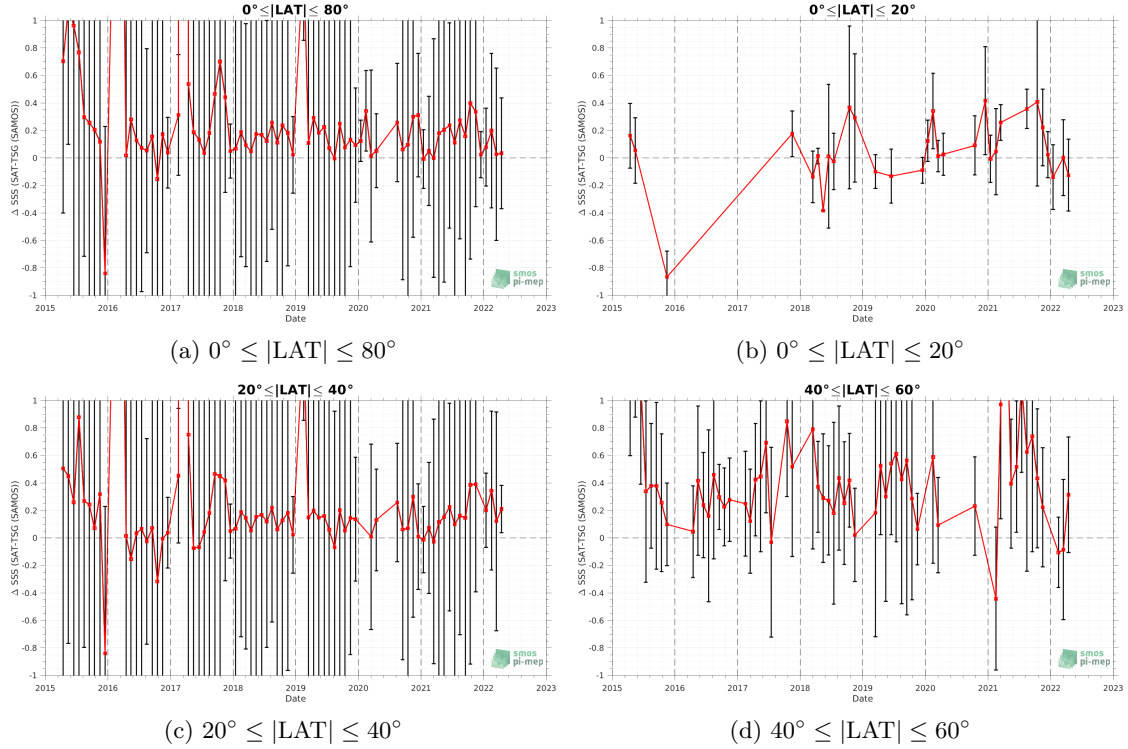 0°≤|LAT|≤ 80°
Δ SSS (SAT-TSG (SAMOS))
1
0.8
0.6
0.4
0.2
0
-0.2
-0.4
-0.6
-0.8
-1
2015 2016 2017 2018 2019 2020 2021 2022 2023
Date
smos
pi-mep
(a) 0° ≤ |LAT| ≤ 80°
0°≤|LAT|≤ 20°
Δ SSS (SAT-TSG (SAMOS))
1
0.8
0.6
0.4
0.2
0
-0.2
-0.4
-0.6
-0.8
-1
2015 2016 2017 2018 2019 2020 2021 2022 2023
Date
smos
pi-mep
(b) 0° ≤ |LAT| ≤ 20°
20°≤|LAT|≤ 40°
Δ SSS (SAT-TSG (SAMOS))
1
0.8
0.6
0.4
0.2
0
-0.2
-0.4
-0.6
-0.8
-1
2015 2016 2017 2018 2019 2020 2021 2022 2023
Date
smos
pi-mep
(c) 20° ≤ |LAT| ≤ 40°
40°≤|LAT|≤ 60°
Δ SSS (SAT-TSG (SAMOS))
1
0.8
0.6
0.4
0.2
0
-0.2
-0.4
-0.6
-0.8
-1
2015 2016 2017 2018 2019 2020 2021 2022 2023
Date
smos
pi-mep
(d) 40° ≤ |LAT| ≤ 60°